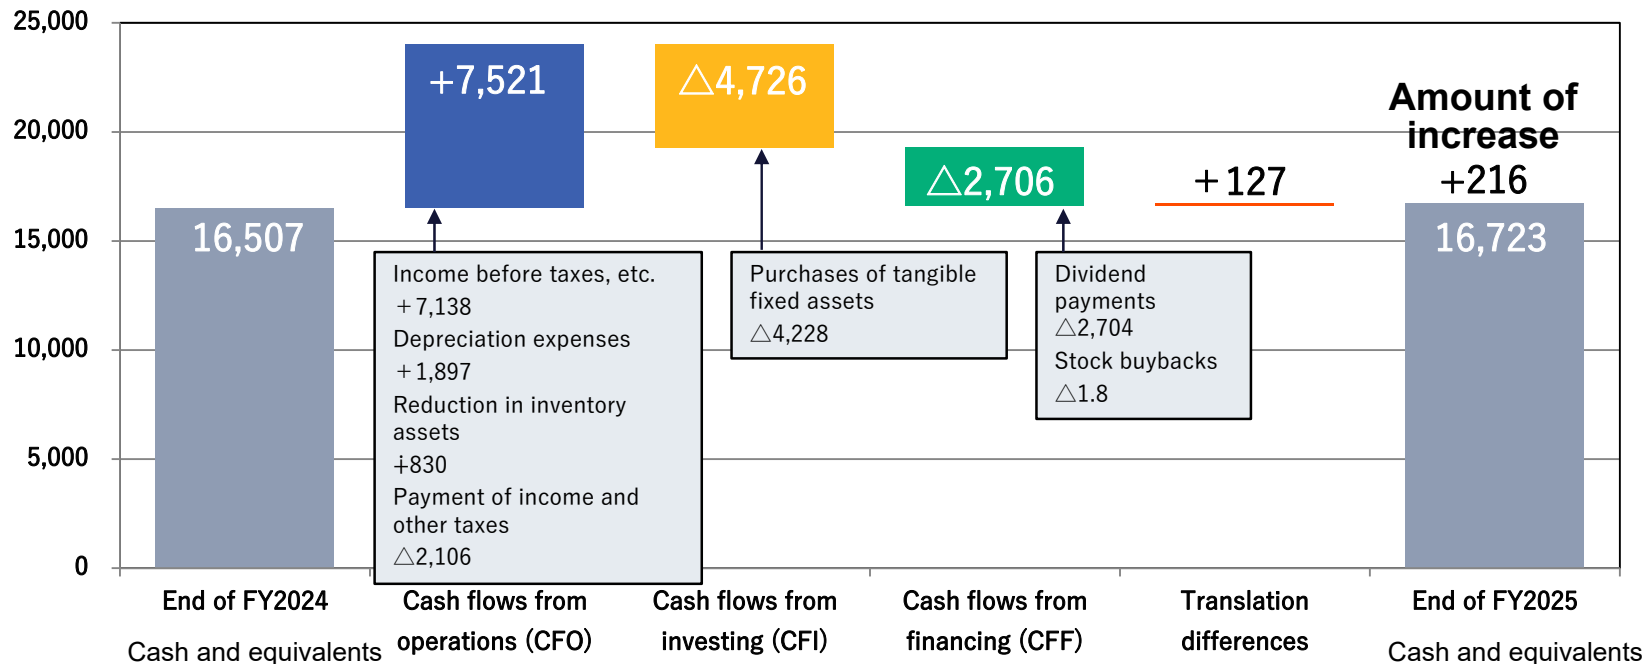 25,000
20,000
15,000
10,000
5,000
0
16,507
+7,521
△4,726
△2,706
+127
Amount of
increase
+216
16,723
Income before taxes, etc.
+7,138
Depreciation expenses
+1,897
Reduction in inventory
assets
+830
Payment of income and
other taxes
△2,106
Purchases of tangible
fixed assets
△4,228
Dividend
payments
△2,704
Stock buybacks
△1.8
End of FY2024
Cash and equivalents
Cash flows from
operations (CFO)
Cash flows from
investing (CFI)
Cash flows from
financing (CFF)
Translation
differences
End of FY2025
Cash and equivalents